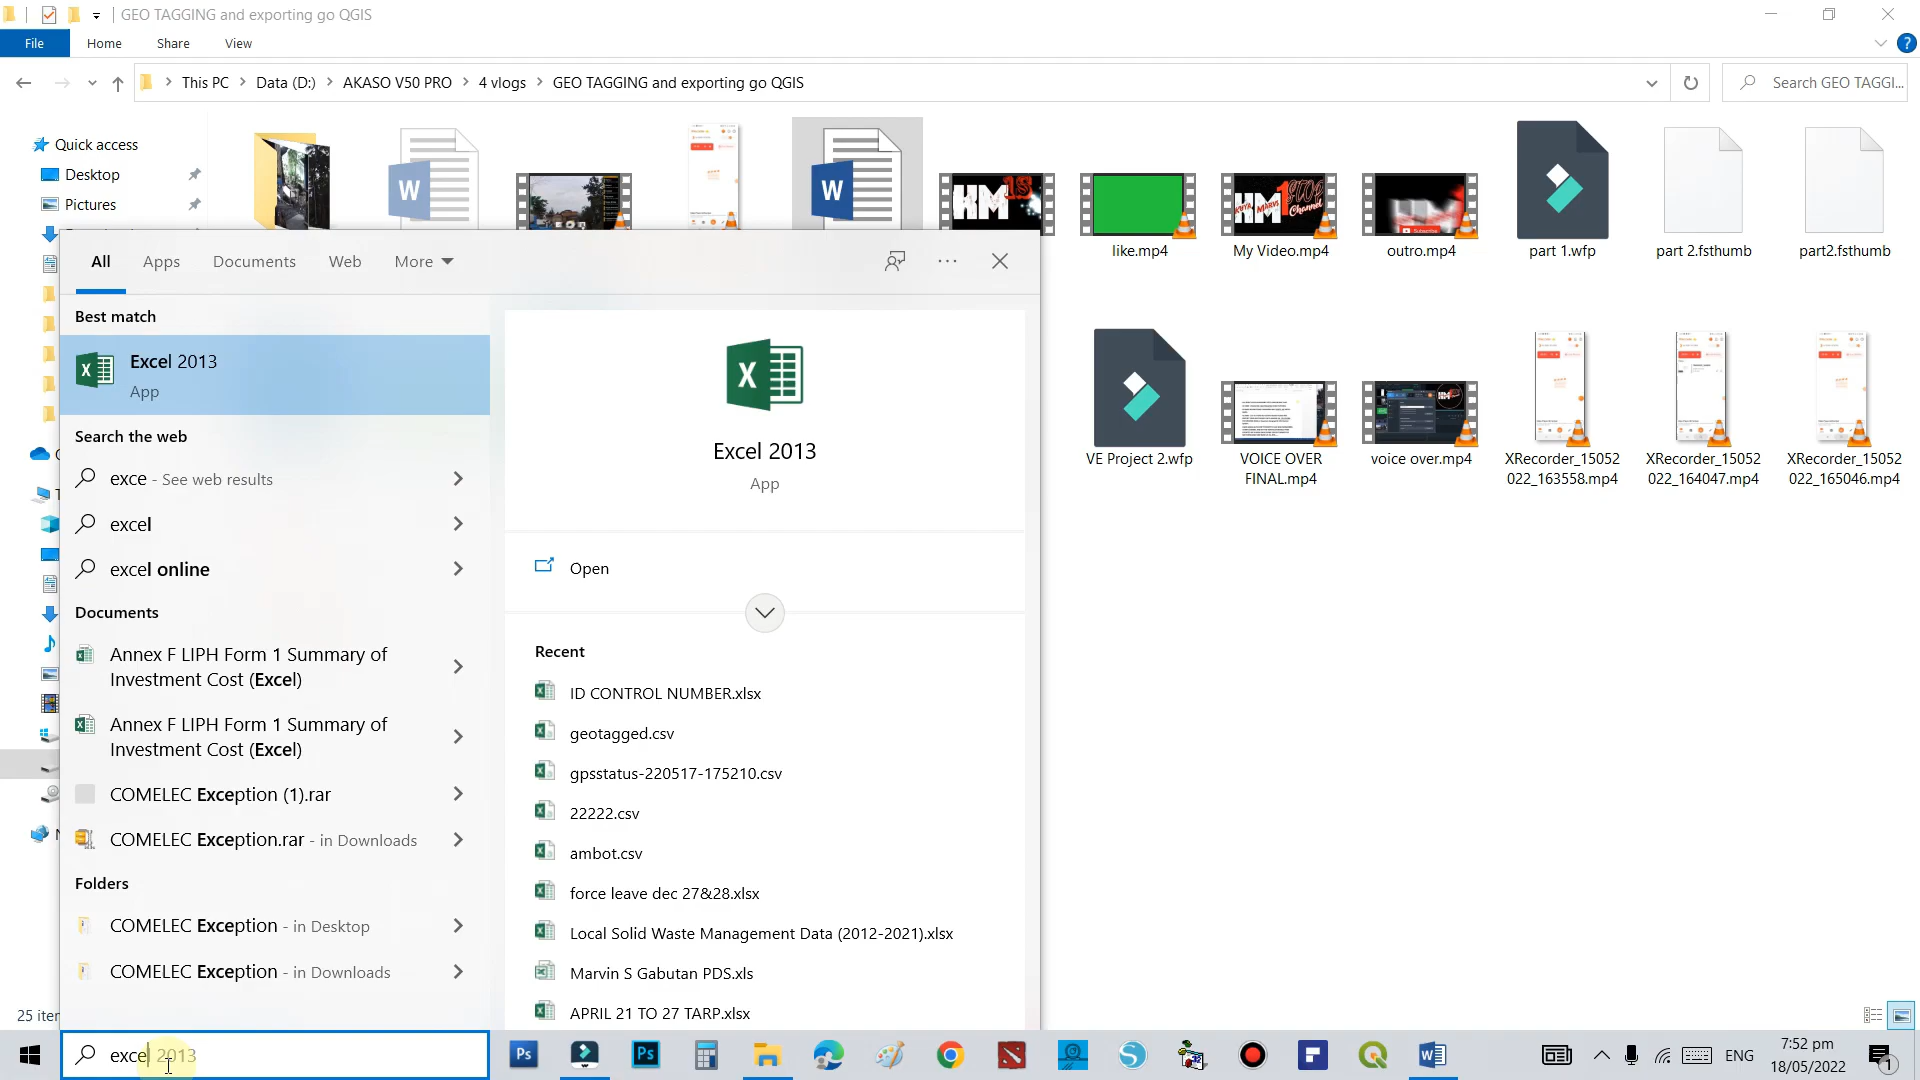 GEO TAGGING and exporting go QGIS
File
Home
Share
View
This PC
Data (D:)
AKASO V50 PRO
4 vlogs
GEO TAGGING and exporting go QGIS
Search GEO TAGGI...
Quick access
Desktop
Pictures
like.mp4
My Video.mp4
outro.mp4
part 1.wfp
part 2.fsthumb
part2.fsthumb
VE Project 2.wfp
VOICE OVER
FINAL.mp4
voice over.mp4
XRecorder_15052
022_163558.mp4
XRecorder_15052
022_164047.mp4
XRecorder_15052
022_165046.mp4
All
Apps
Documents
Web
More
Best match
Excel 2013
App
Search the web
exce - See web results
excel
excel online
Documents
Annex F LIPH Form 1 Summary of
Investment Cost (Excel)
Annex F LIPH Form 1 Summary of
Investment Cost (Excel)
COMELEC Exception (1).rar
COMELEC Exception.rar - in Downloads
Folders
COMELEC Exception - in Desktop
COMELEC Exception - in Downloads
Excel 2013
App
Open
Recent
ID CONTROL NUMBER.xlsx
geotagged.csv
gpsstatus-220517-175210.csv
22222.csv
ambot.csv
force leave dec 27&28.xlsx
Local Solid Waste Management Data (2012-2021).xlsx
Marvin S Gabutan PDS.xls
APRIL 21 TO 27 TARP.xlsx
25 iter
excel 2013
ENG
7:52 pm
18/05/2022
1